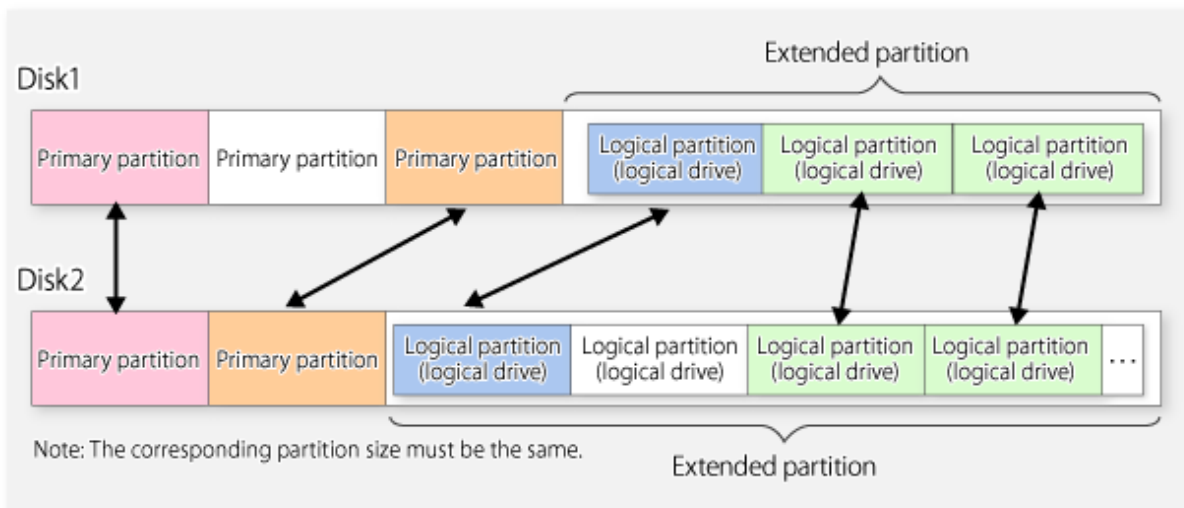 Extended partition
Disk1
Primary partition
Primary partition
Primary partition
Logical partition
(logical drive)
Logical partition
(logical drive)
Logical partition
(logical drive)
Disk2
Primary partition
Primary partition
Logical partition
(logical drive)
Logical partition
(logical drive)
Logical partition
(logical drive)
Logical partition
(logical drive)
...
Note: The corresponding partition size must be the same.
Extended partition